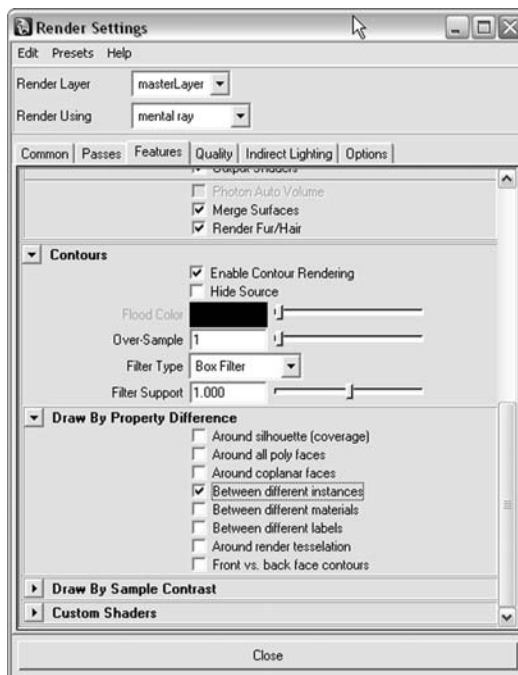 Render Settings
Edit Presets Help
Render Layer masterLayer
Render Using mental ray
Common Passes Features Quality Indirect Lighting Options
Output Shaders
Photon Auto Volume
Merge Surfaces
Render Fur/Hair
Contours
Enable Contour Rendering
Hide Source
Flood Color
Over-Sample 1
Filter Type Box Filter
Filter Support 1.000
Draw By Property Difference
Around silhouette (coverage)
Around all poly faces
Around coplanar faces
Between different instances
Between different materials
Between different labels
Around render tesselation
Front vs. back face contours
Draw By Sample Contrast
Custom Shaders
Close